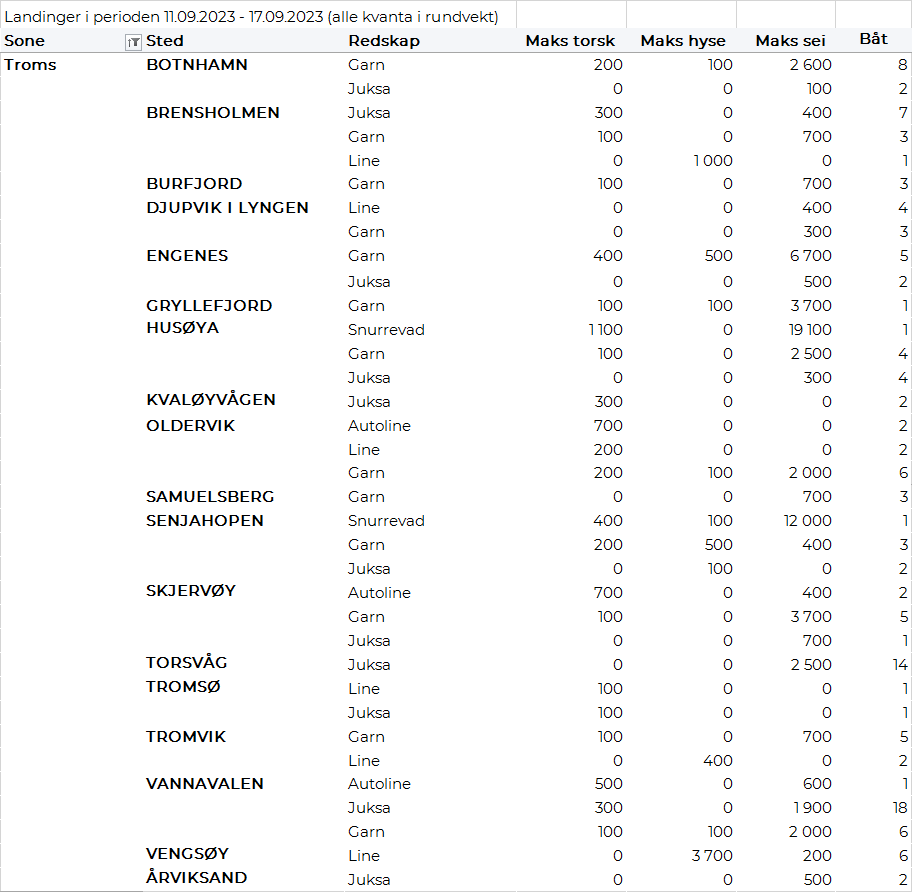 Landinger i perioden 11.09.2023 - 17.09.2023 (alle kvanta i rundvekt)
Sone Sted Redskap Maks torsk Maks hyse Maks sei Båt
Troms BOTNHAMN Garn 200 100 2 600 8
Juksa 0 0 100 2
BRENSHOLMEN Juksa 300 0 400 7
Garn 100 0 700 3
Line 0 1 000 0 1
BURFJORD Garn 100 0 700 3
DJUPVIK I LYNGEN Line 0 0 400 4
Garn 0 0 300 3
ENGENES Garn 400 500 6 700 5
Juksa 0 0 500 2
GRYLLEFJORD Garn 100 100 3 700 1
HUSØYA Snurrevad 1 100 0 19 100 1
Garn 100 0 2 500 4
Juksa 0 0 300 4
KVALØYVÅGEN Juksa 300 0 0 2
OLDERVIK Autoline 700 0 0 2
Line 200 0 0 2
Garn 200 100 2 000 6
SAMUELSBERG Garn 0 0 700 3
SENJAHOPEN Snurrevad 400 100 12 000 1
Garn 200 500 400 3
Juksa 0 100 0 2
SKJERVØY Autoline 700 0 400 2
Garn 100 0 3 700 5
Juksa 0 0 700 1
TORSVÅG Juksa 0 0 2 500 14
TROMSØ Line 100 0 0 1
Juksa 100 0 0 1
TROMVIK Garn 100 0 700 5
Line 0 400 0 2
VANNAVALEN Autoline 500 0 600 1
Juksa 300 0 1 900 18
Garn 100 100 2 000 6
VENGSØY Line 0 3 700 200 6
ÅRVIKSAND Juksa 0 0 500 2